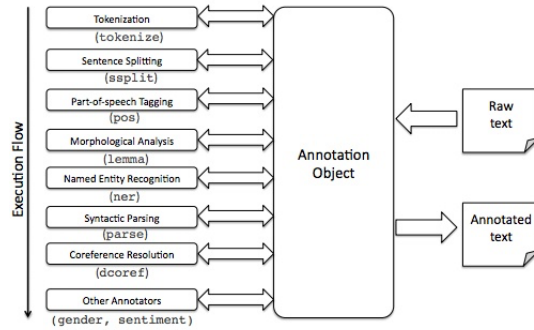 Tokenization
(tokenize)
Sentence Splitting
(ssplit)
Part-of-speech Tagging
(pos)
Morphological Analysis
(lemma)
Named Entity Recognition
(ner)
Syntactic Parsing
(parse)
Coreference Resolution
(dcoref)
Other Annotators
(gender, sentiment)
Execution Flow
Annotation
Object
Raw
text
Annotated
text